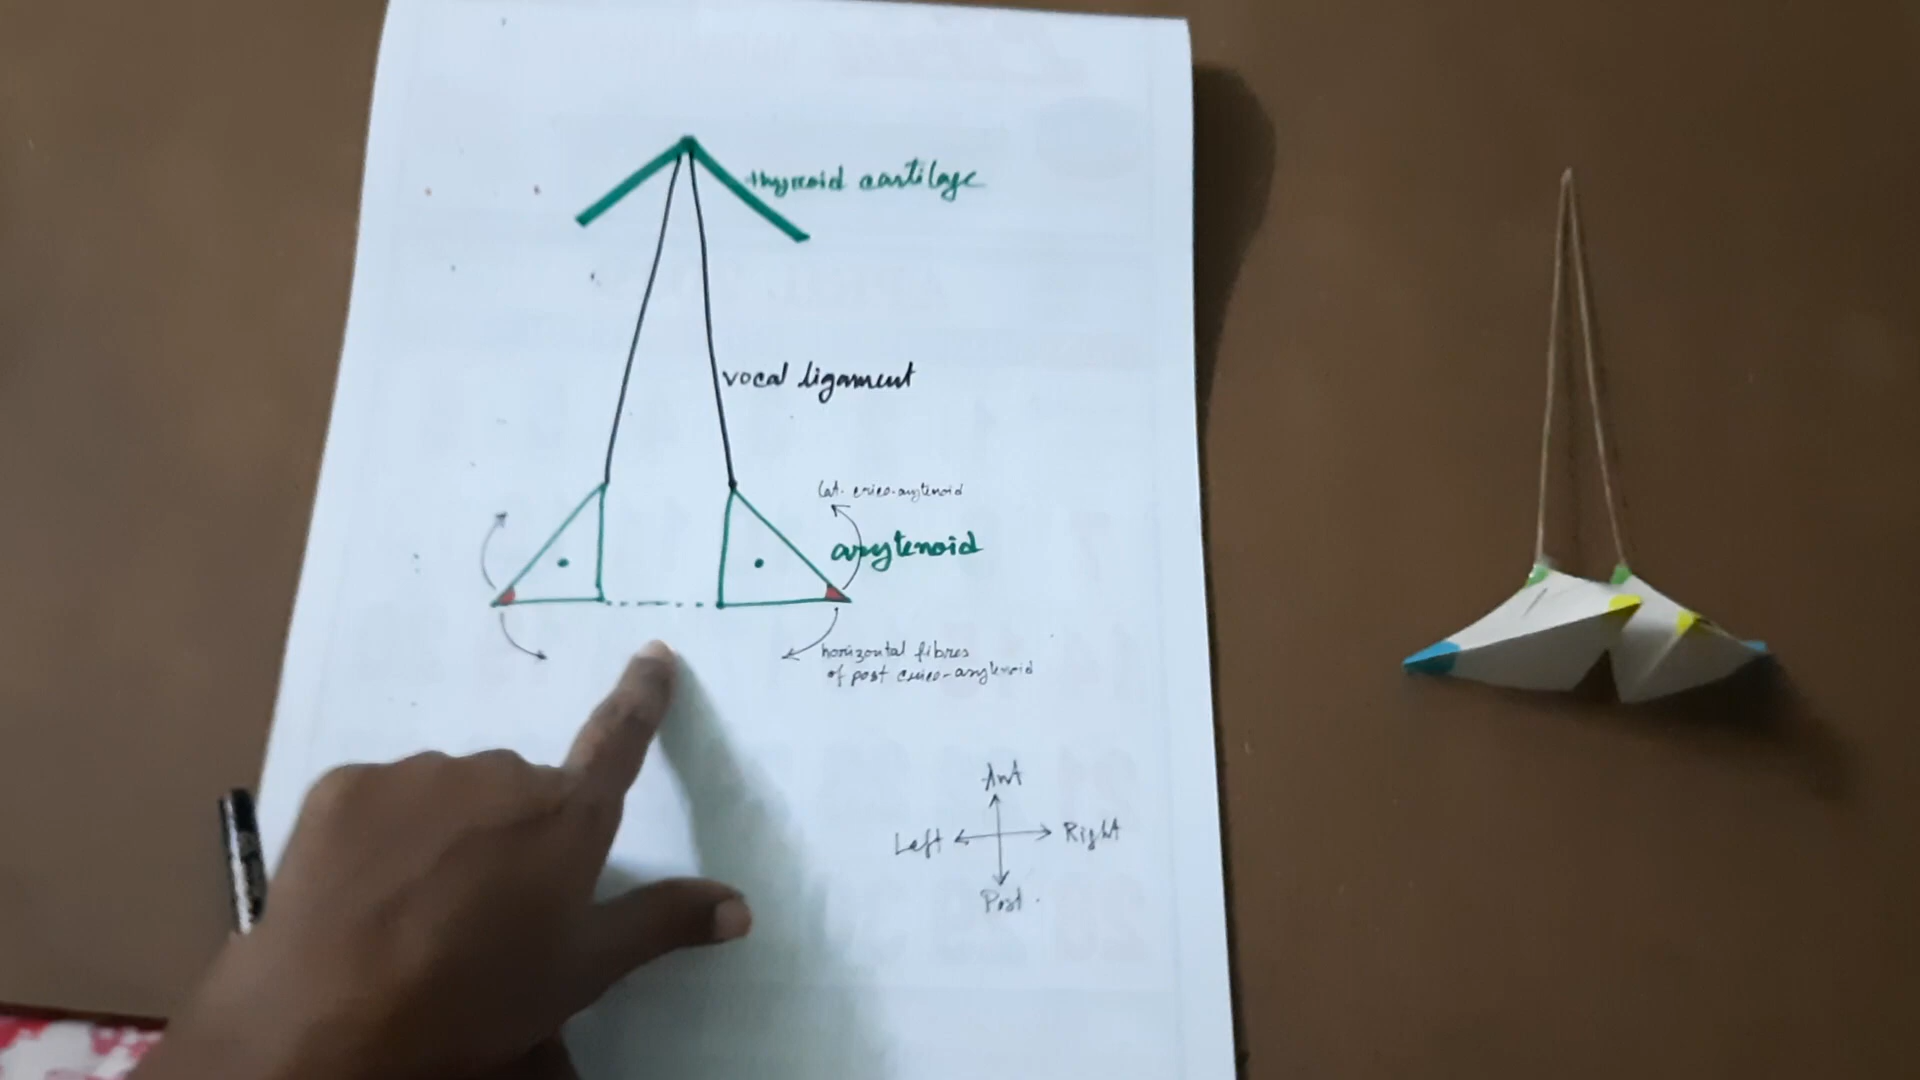 thyroid cartilage
vocal ligament
lat. crico-arytenoid
arytenoid
horizontal fibres
of post crico-arytenoid
Ant
Left
Right
Post.